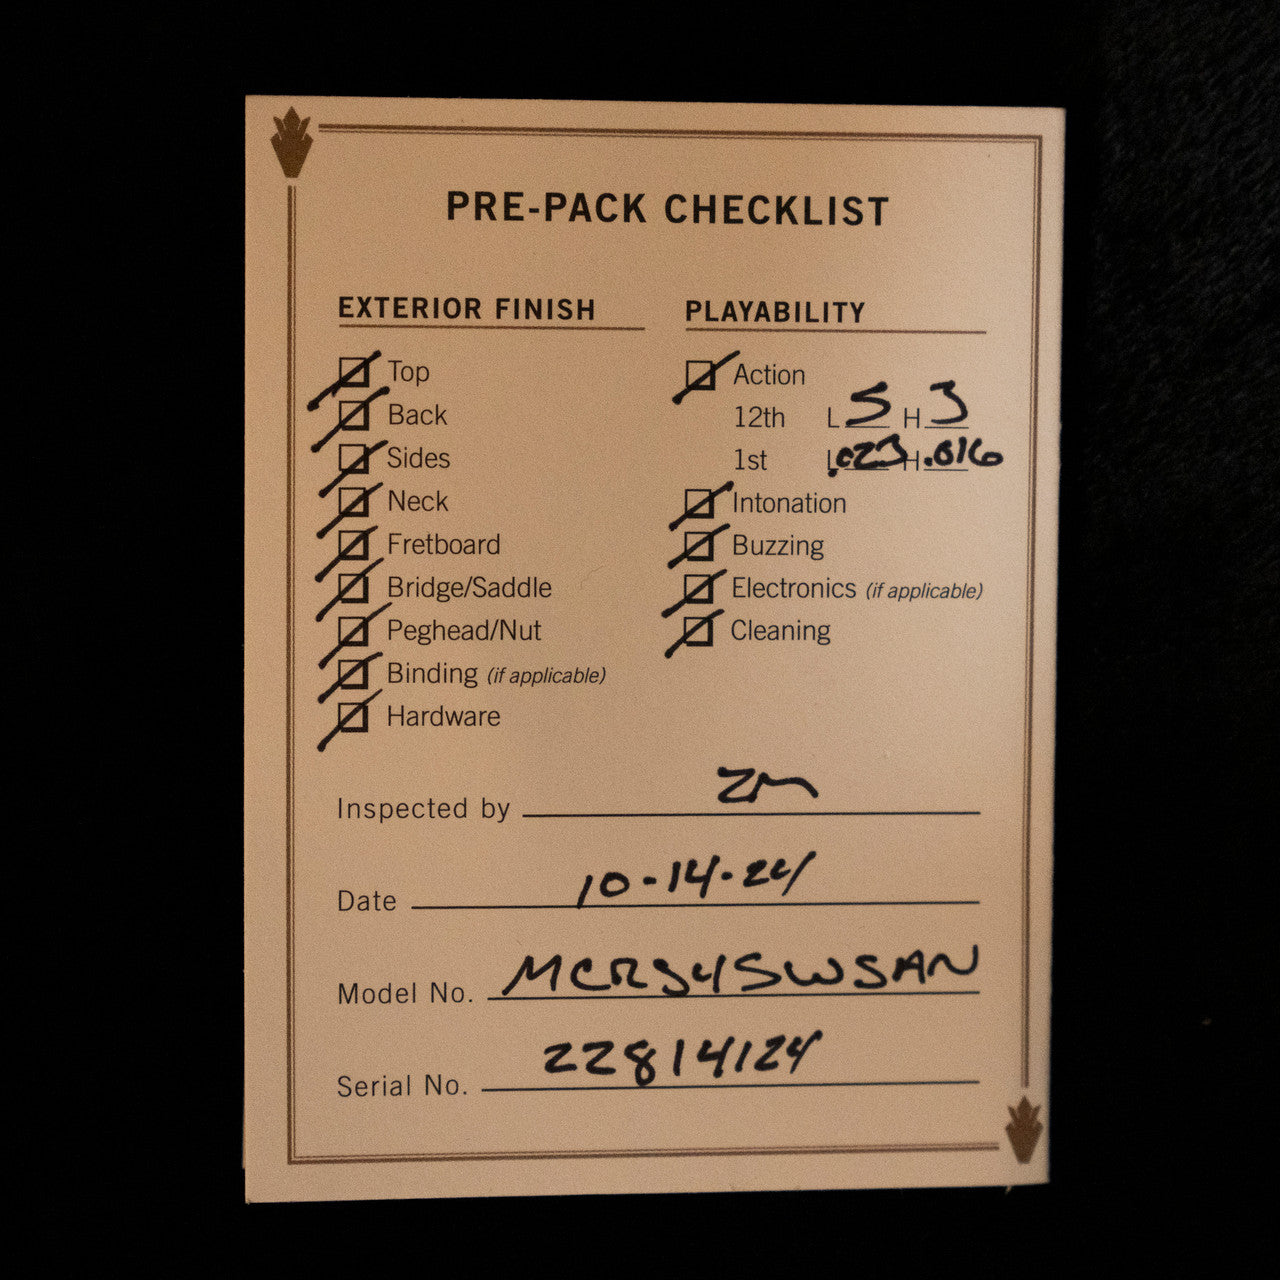 PRE-PACK CHECKLIST
EXTERIOR FINISH
Top
Back
Sides
Neck
Fretboard
Bridge/Saddle
Peghead/Nut
Binding (if applicable)
Hardware
PLAYABILITY
Action
12th L 5 H 3
1st L .023 H .016
Intonation
Buzzing
Electronics (if applicable)
Cleaning
Inspected by ZM
Date 10-14-24
Model No. MCRS45WSAN
Serial No. 22814124